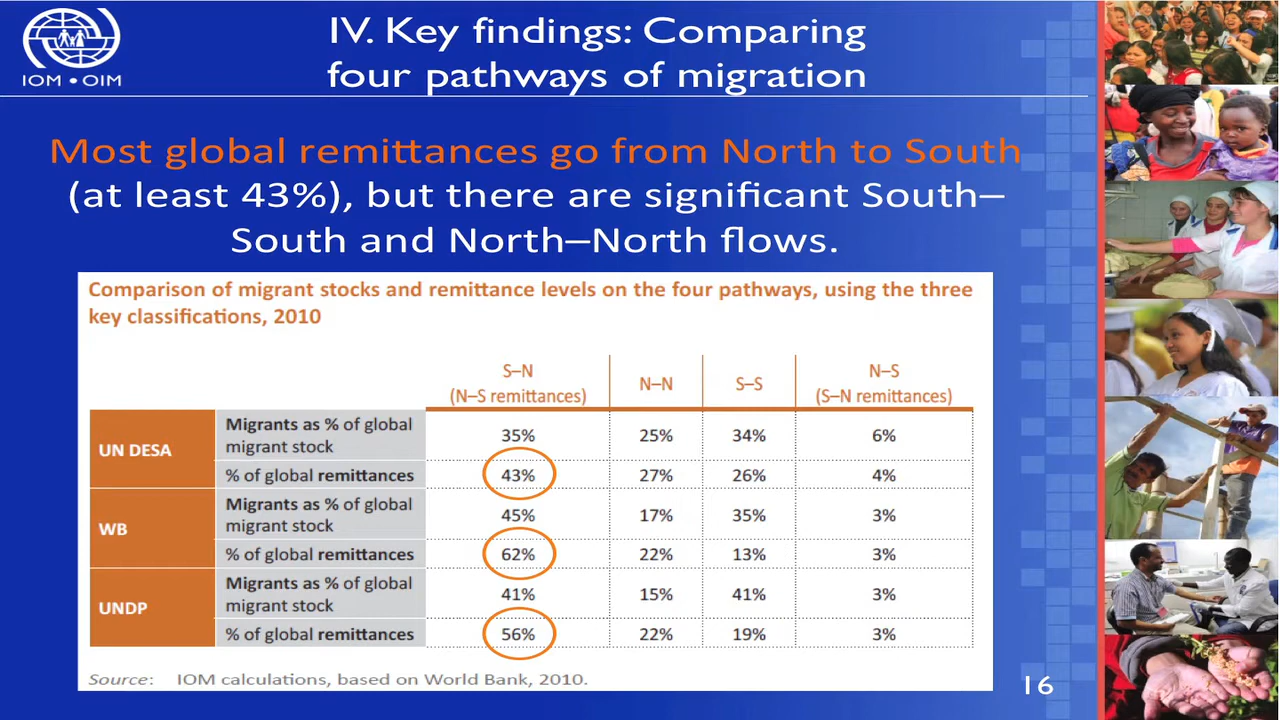 IOM • OIM
IV. Key findings: Comparing
four pathways of migration
Most global remittances go from North to South
(at least 43%), but there are significant South–
South and North–North flows.
Comparison of migrant stocks and remittance levels on the four pathways, using the three
key classifications, 2010
S–N
(N–S remittances)
N–N
S–S
N–S
(S–N remittances)
UN DESA
Migrants as % of global
migrant stock
35% 25% 34% 6%
% of global remittances 43% 27% 26% 4%
WB
Migrants as % of global
migrant stock
45% 17% 35% 3%
% of global remittances 62% 22% 13% 3%
UNDP
Migrants as % of global
migrant stock
41% 15% 41% 3%
% of global remittances 56% 22% 19% 3%
Source: IOM calculations, based on World Bank, 2010.
16